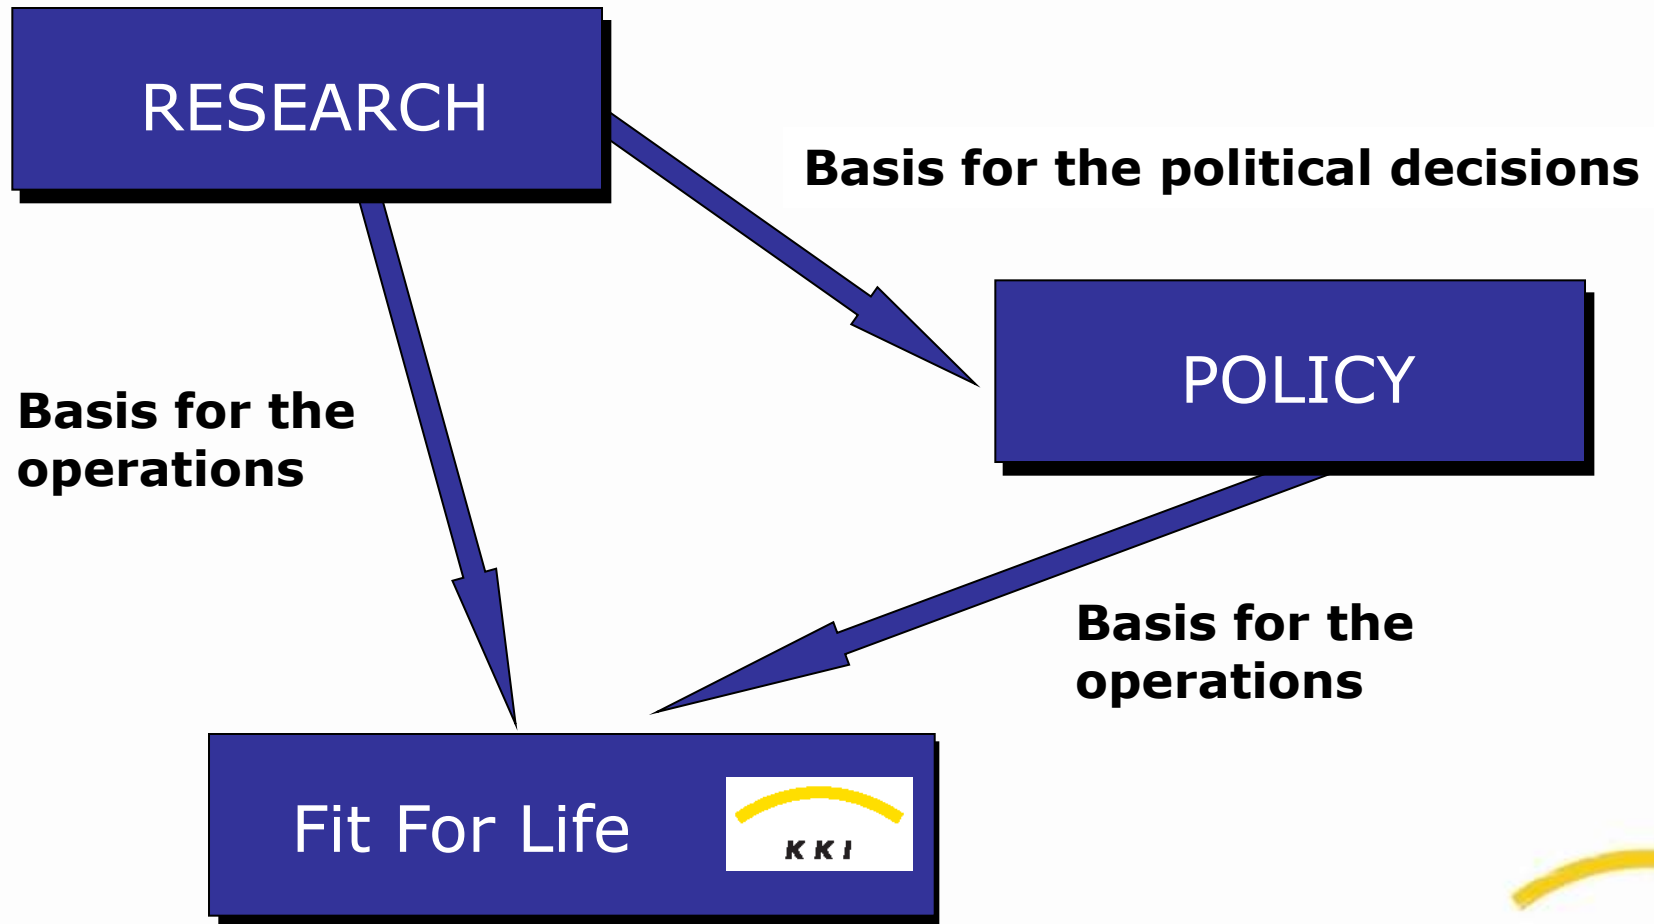 RESEARCH
Basis for the political decisions
POLICY
Basis for the
operations
Basis for the
operations
Fit For Life
KKI